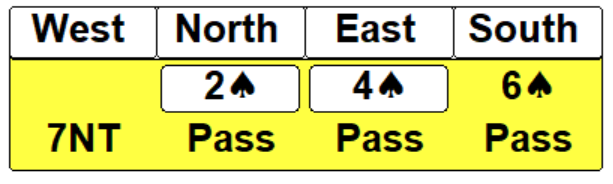 West North East South
2♠ 4♠ 6♠
7NT Pass Pass Pass